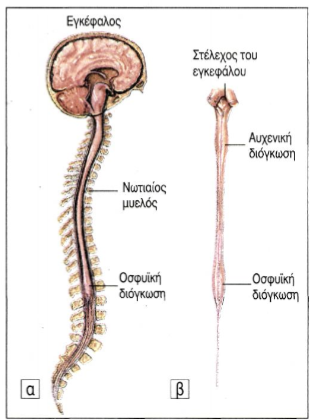 Εγκέφαλος
Στέλεχος του
εγκεφάλου
Αυχενική
διόγκωση
Νωτιαίος
μυελός
Οσφυϊκή
διόγκωση
Οσφυϊκή
διόγκωση
α
β